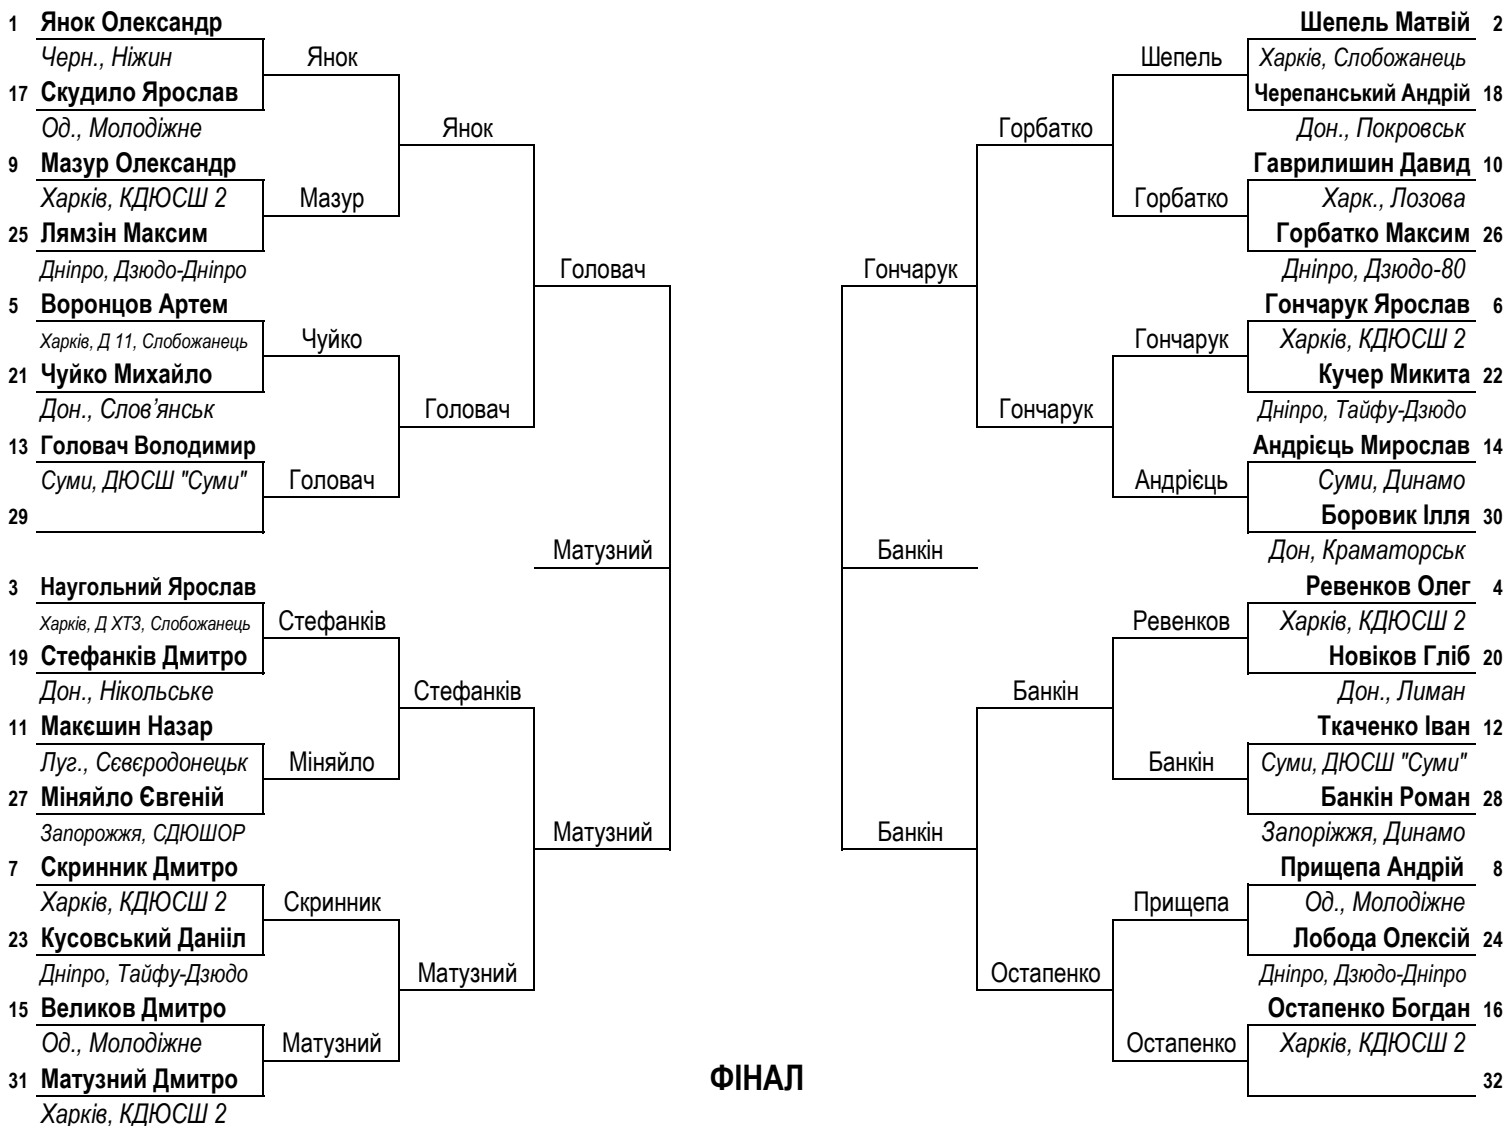 1 Янок Олександр
Черн., Ніжин
Янок
17 Скудило Ярослав
Од., Молодіжне
Янок
9 Мазур Олександр
Харків, КДЮСШ 2
Мазур
25 Лямзін Максим
Дніпро, Дзюдо-Дніпро
Головач
5 Воронцов Артем
Харків, Д 11, Слобожанець
Чуйко
21 Чуйко Михайло
Дон., Слов’янськ
Головач
13 Головач Володимир
Суми, ДЮСШ "Суми"
Головач
29
Матузний
3 Наугольний Ярослав
Харків, Д ХТЗ, Слобожанець
Стефанків
19 Стефанків Дмитро
Дон., Нікольське
Стефанків
11 Макєшин Назар
Луг., Сєвєродонецьк
Міняйло
27 Міняйло Євгеній
Запорожжя, СДЮШОР
Матузний
7 Скринник Дмитро
Харків, КДЮСШ 2
Скринник
23 Кусовський Данііл
Дніпро, Тайфу-Дзюдо
Матузний
15 Великов Дмитро
Од., Молодіжне
Матузний
31 Матузний Дмитро
Харків, КДЮСШ 2
Шепель Матвій 2
Шепель
Харків, Слобожанець
Черепанський Андрій 18
Горбатко
Дон., Покровськ
Гаврилишин Давид 10
Горбатко
Харк., Лозова
Горбатко Максим 26
Гончарук
Дніпро, Дзюдо-80
Гончарук Ярослав 6
Гончарук
Харків, КДЮСШ 2
Кучер Микита 22
Гончарук
Дніпро, Тайфу-Дзюдо
Андрієць Мирослав 14
Андрієць
Суми, Динамо
Боровик Ілля 30
Банкін
Дон, Краматорськ
Ревенков Олег 4
Ревенков
Харків, КДЮСШ 2
Новіков Гліб 20
Банкін
Дон., Лиман
Ткаченко Іван 12
Банкін
Суми, ДЮСШ "Суми"
Банкін Роман 28
Банкін
Запоріжжя, Динамо
Прищепа Андрій 8
Прищепа
Од., Молодіжне
Лобода Олексій 24
Остапенко
Дніпро, Дзюдо-Дніпро
Остапенко Богдан 16
Остапенко
Харків, КДЮСШ 2
32
ФІНАЛ